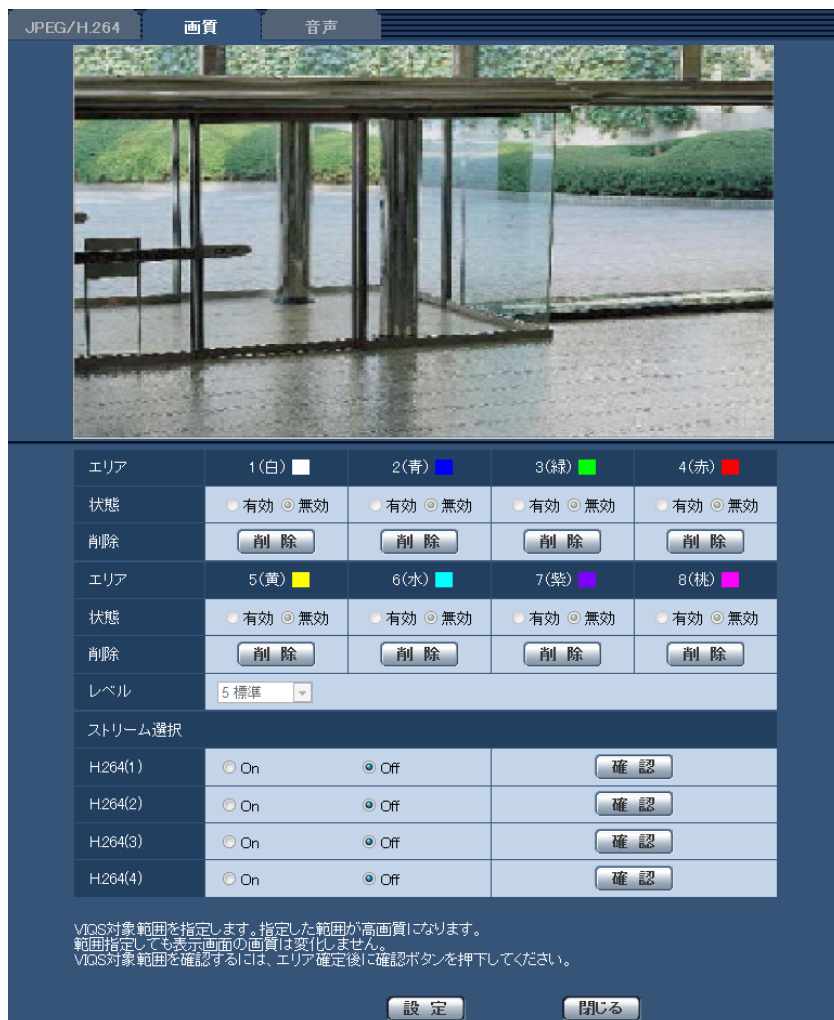 JPEG/H.264 画質 音声
エリア 1(白) 2(青) 3(緑) 4(赤)
状態 有効 無効 有効 無効 有効 無効 有効 無効
削除 削 除 削 除 削 除 削 除
エリア 5(黄) 6(水) 7(紫) 8(桃)
状態 有効 無効 有効 無効 有効 無効 有効 無効
削除 削 除 削 除 削 除 削 除
レベル 5 標準
ストリーム選択
H.264(1) On Off 確 認
H.264(2) On Off 確 認
H.264(3) On Off 確 認
H.264(4) On Off 確 認
VIQS対象範囲を指定します。指定した範囲が高画質になります。
範囲指定しても表示画面の画質は変化しません。
VIQS対象範囲を確認するには、エリア確定後に確認ボタンを押下してください。
設 定 閉じる